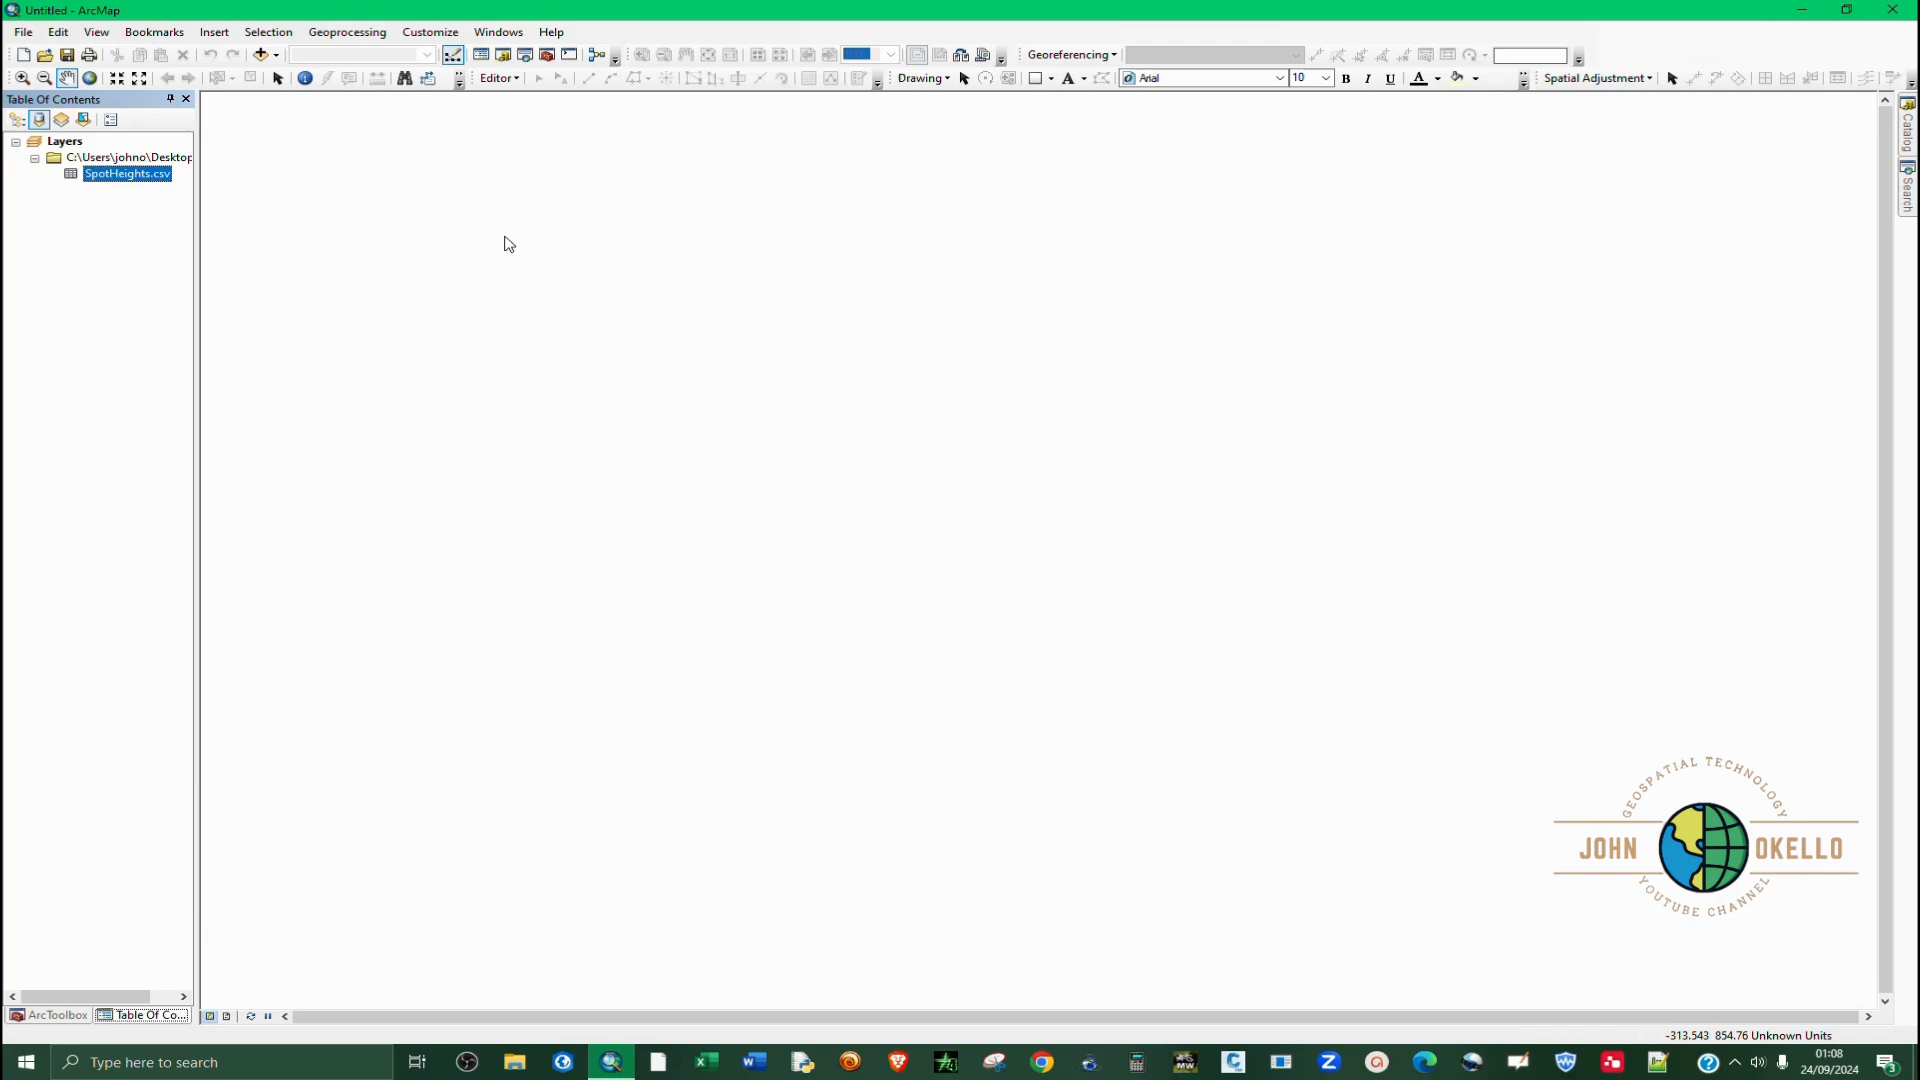 Untitled - ArcMap
File Edit View Bookmarks Insert Selection Geoprocessing Customize Windows Help
Georeferencing
Editor Drawing Arial 10 B I U A Spatial Adjustment
Table Of Contents
Layers
C:\Users\johno\Desktop
SpotHeights.csv
Catalog
Search
GEOSPATIAL TECHNOLOGY
JOHN OKELLO
YOUTUBE CHANNEL
ArcToolbox Table Of Co...
-313.543 854.76 Unknown Units
Type here to search
01:08
24/09/2024
3